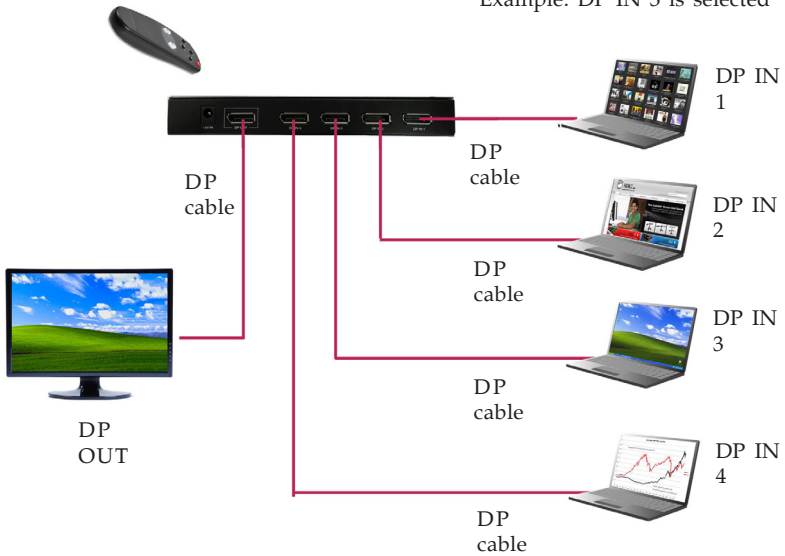 Example: DP IN 3 is selected
DP IN
1
DP
cable
DP
cable
DP IN
2
DP
cable
DP IN
3
DP
cable
DP
OUT
DP IN
4
DP
cable